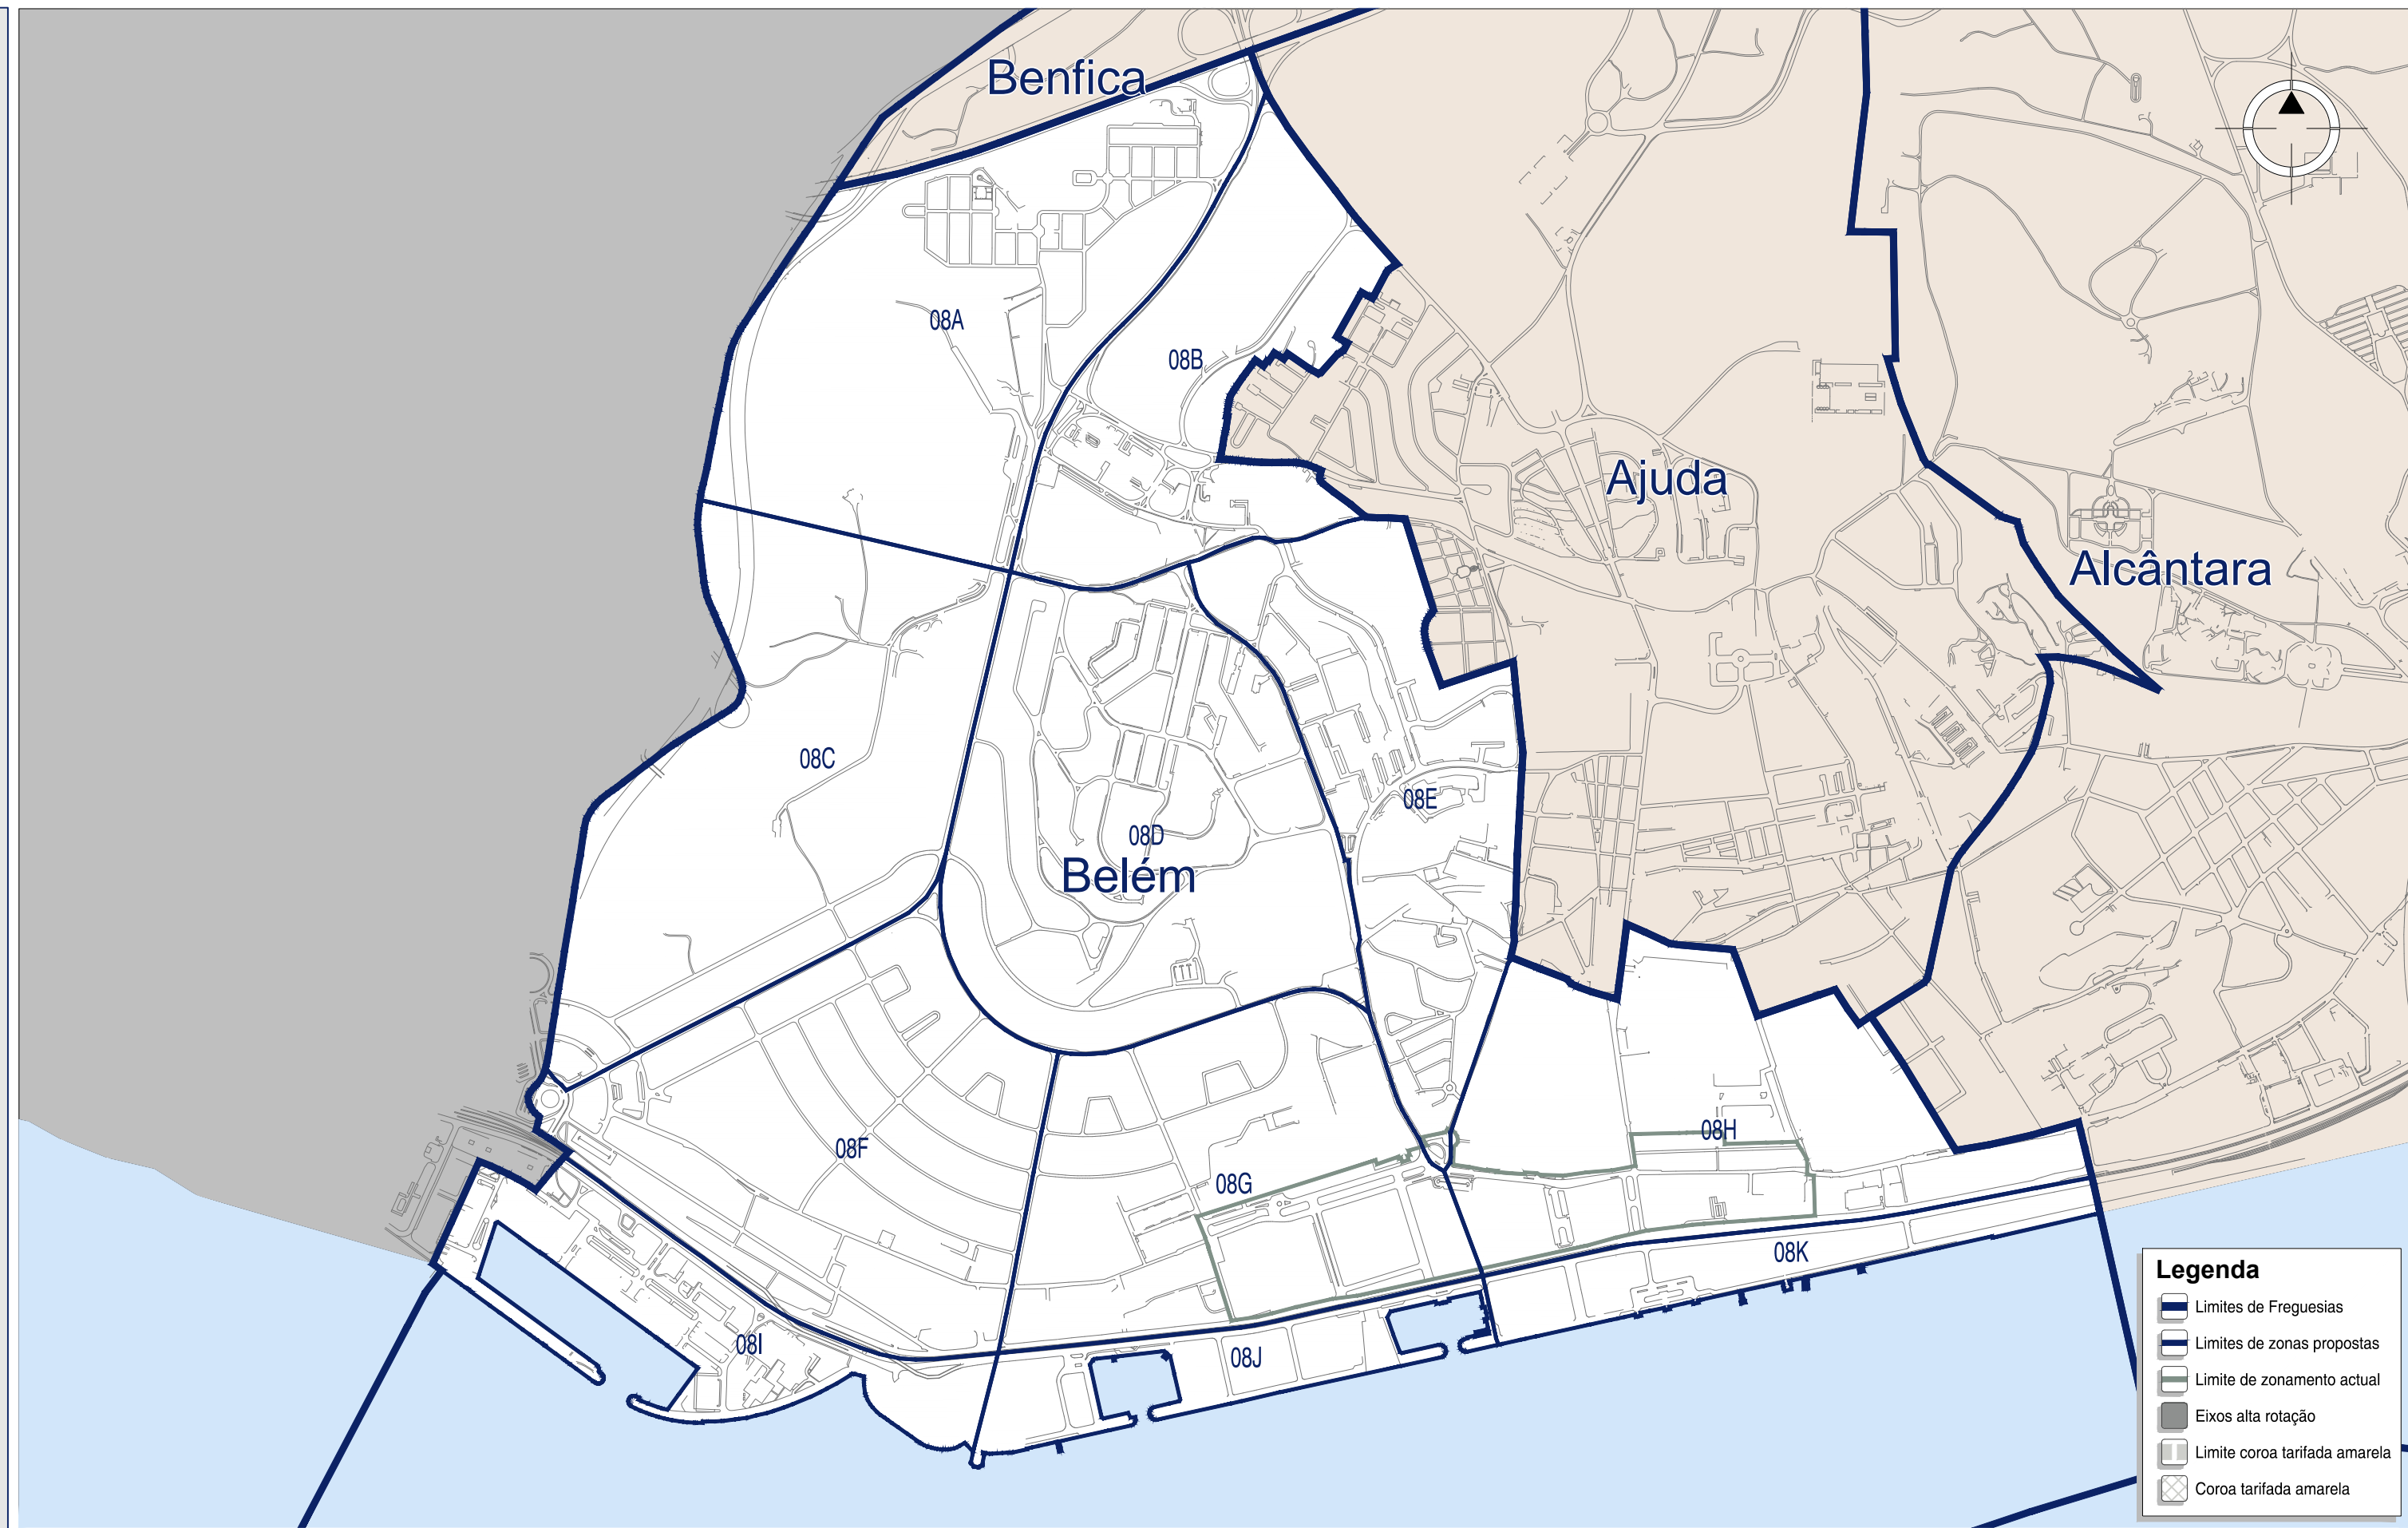 Benfica
08A
08B
Ajuda
Alcântara
08C
08E
08D
Belém
08H
08F
08G
08K
08I
08J
Legenda
Limites de Freguesias
Limites de zonas propostas
Limite de zonamento actual
Eixos alta rotação
Limite coroa tarifada amarela
Coroa tarifada amarela